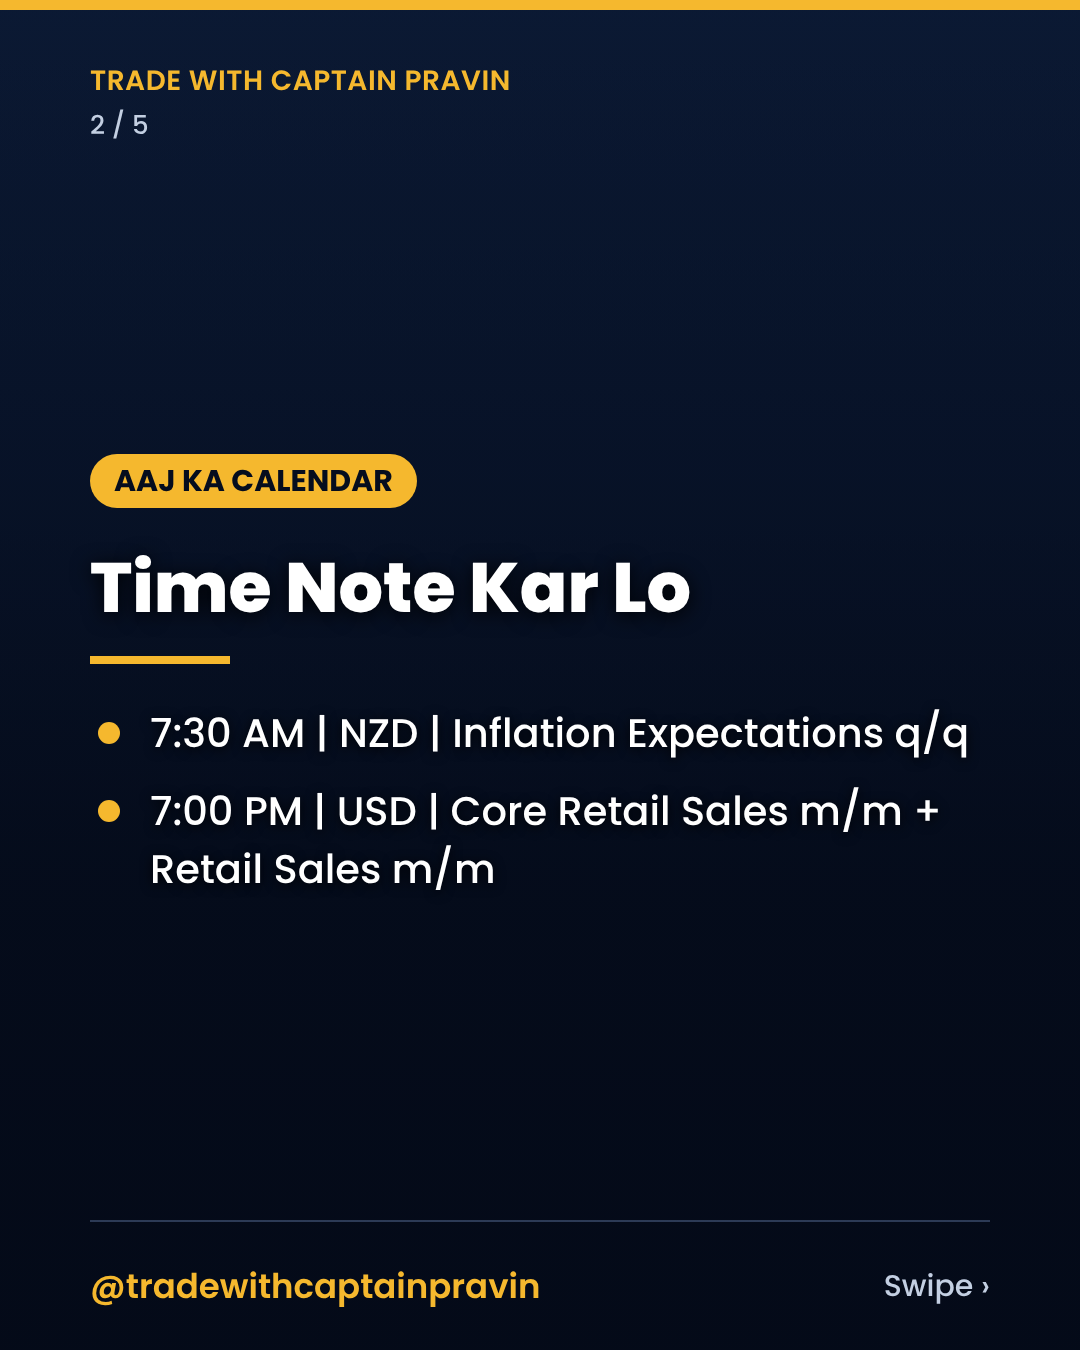 TRADE WITH CAPTAIN PRAVIN
2 / 5
AAJ KA CALENDAR
Time Note Kar Lo
7:30 AM | NZD | Inflation Expectations q/q
7:00 PM | USD | Core Retail Sales m/m +
Retail Sales m/m
@tradewithcaptainpravin
Swipe ›